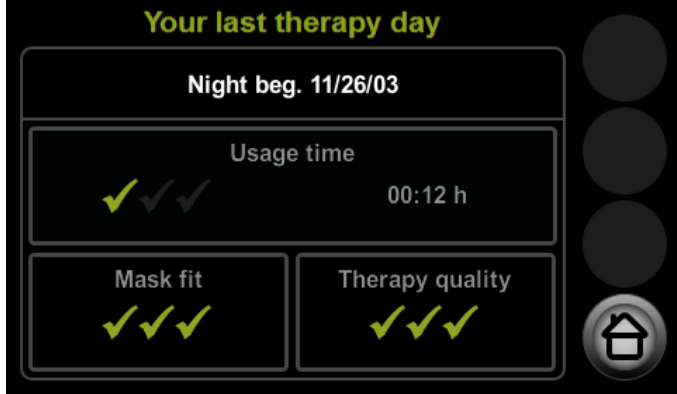 Your last therapy day
Night beg. 11/26/03
Usage time
00:12 h
Mask fit
Therapy quality